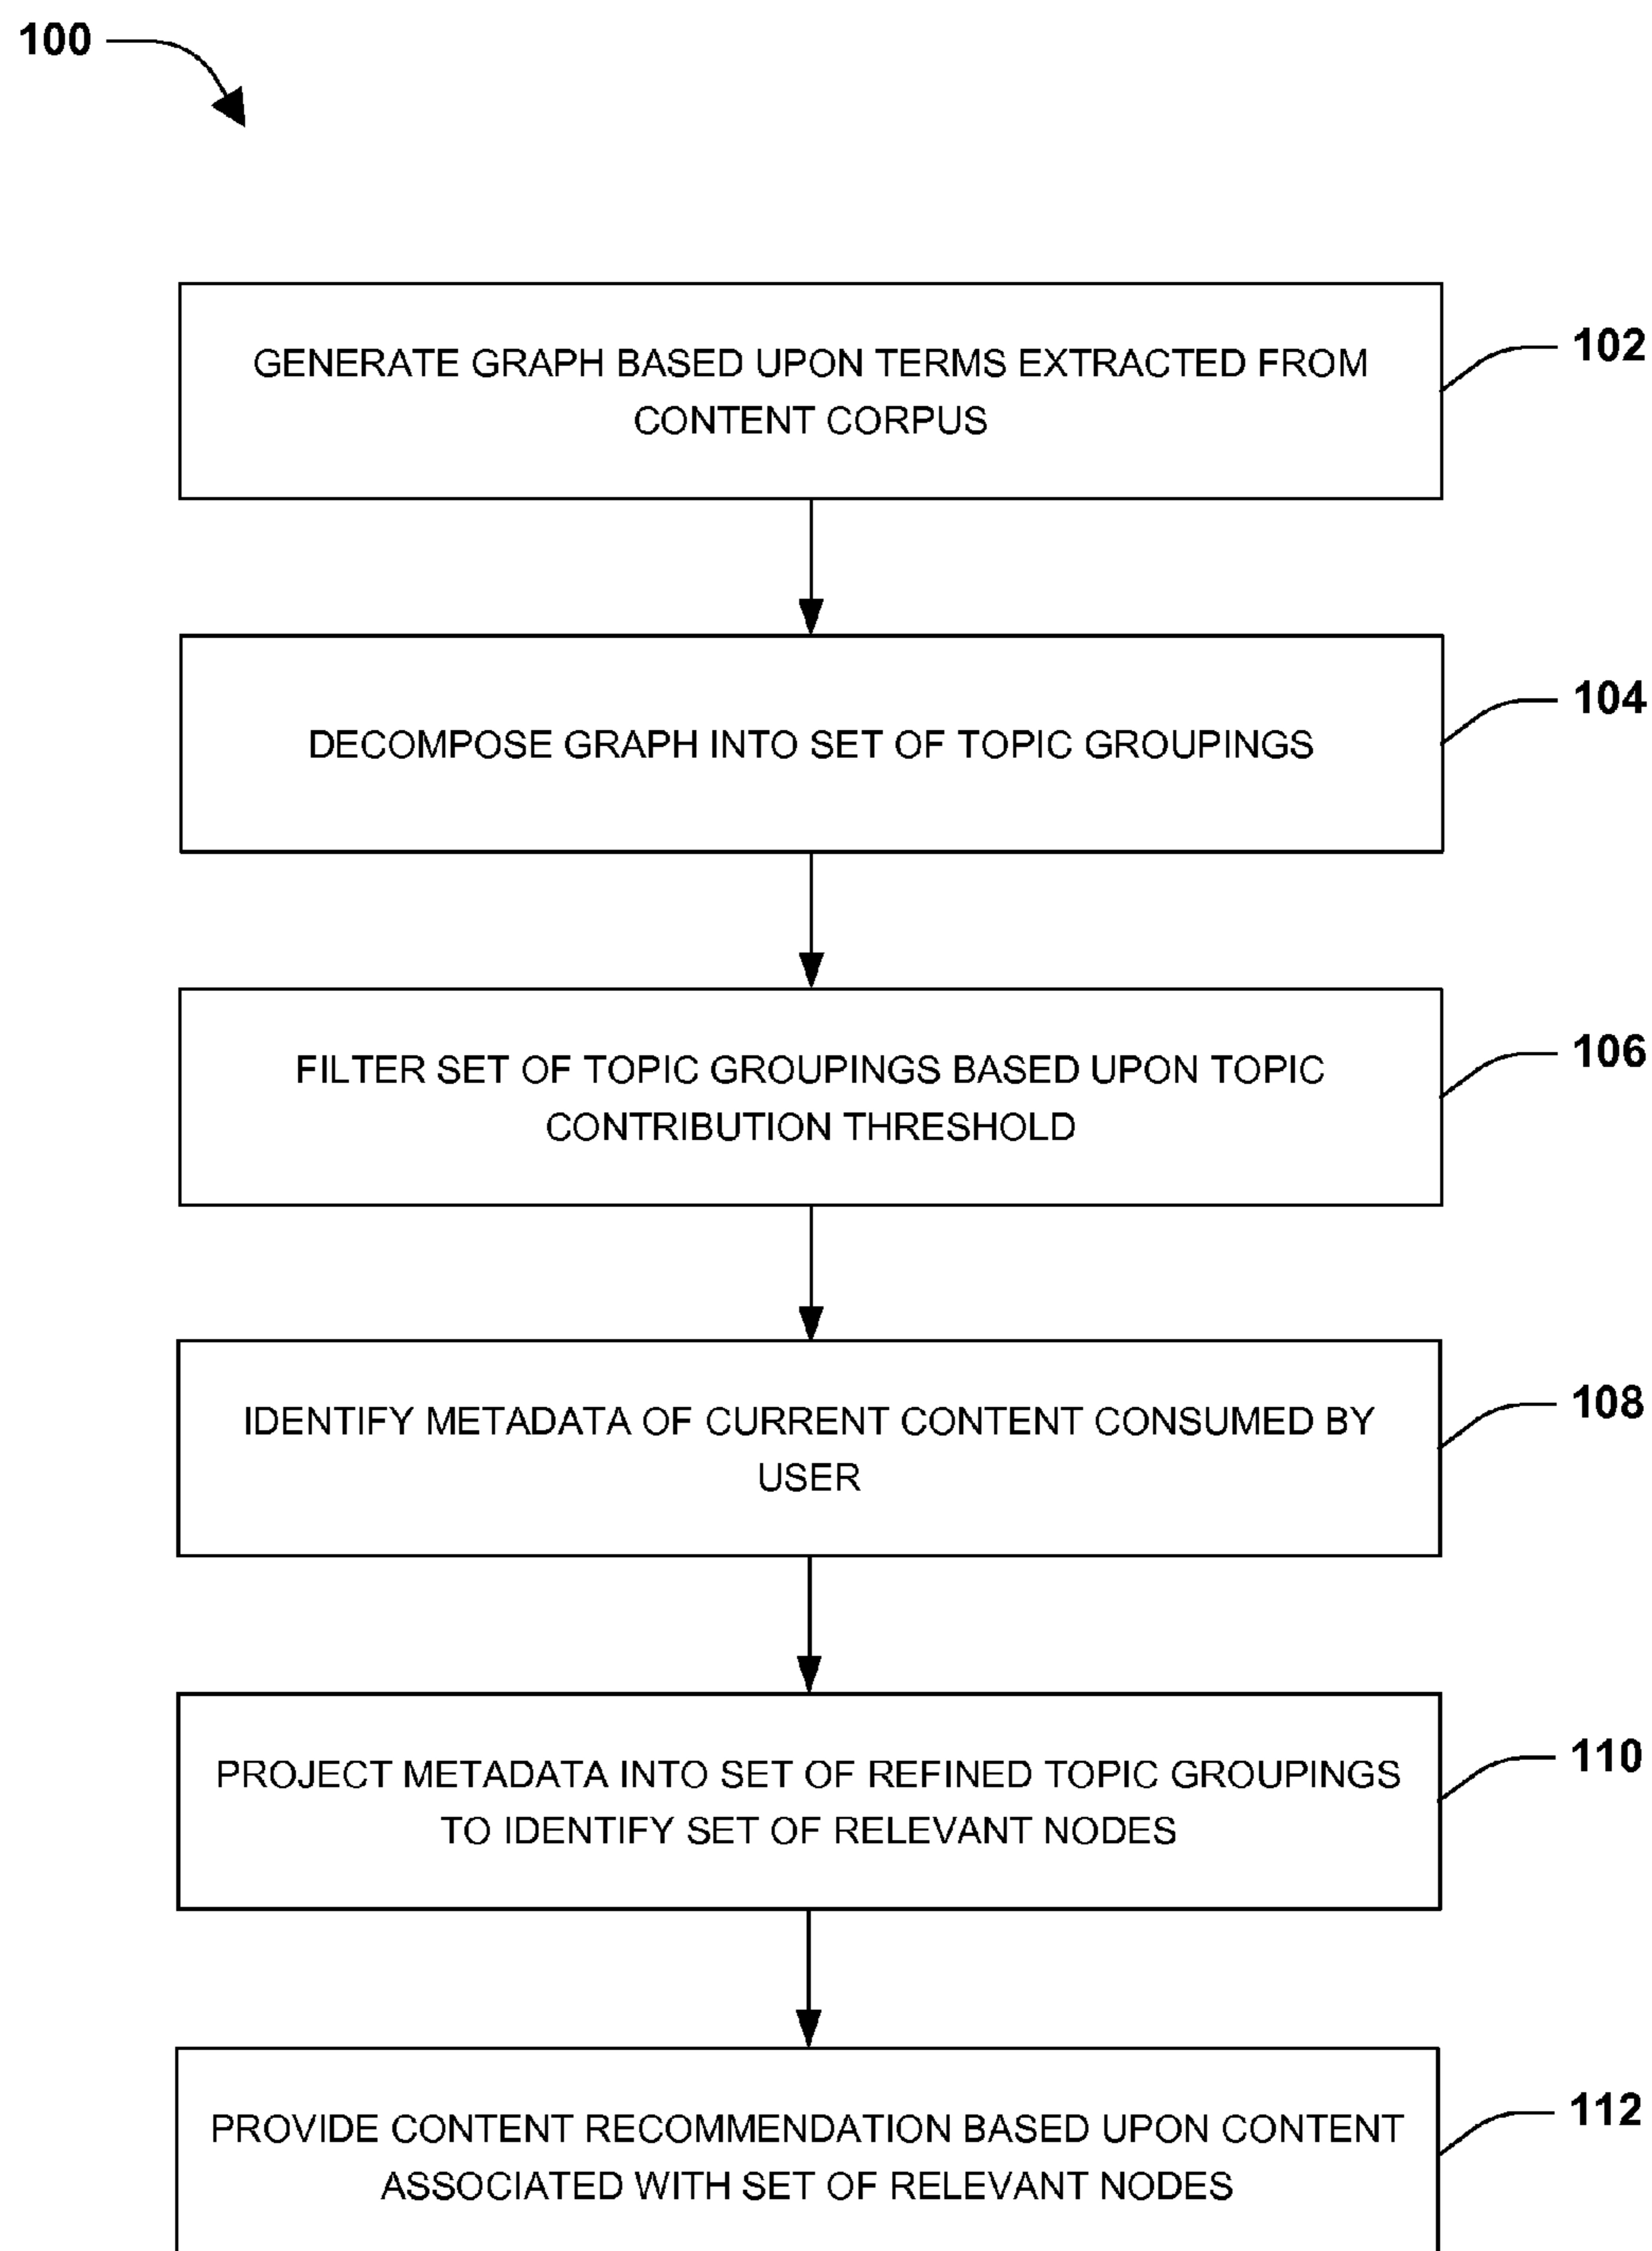 100
GENERATE GRAPH BASED UPON TERMS EXTRACTED FROM
CONTENT CORPUS
102
DECOMPOSE GRAPH INTO SET OF TOPIC GROUPINGS
104
FILTER SET OF TOPIC GROUPINGS BASED UPON TOPIC
CONTRIBUTION THRESHOLD
106
IDENTIFY METADATA OF CURRENT CONTENT CONSUMED BY
USER
108
PROJECT METADATA INTO SET OF REFINED TOPIC GROUPINGS
TO IDENTIFY SET OF RELEVANT NODES
110
PROVIDE CONTENT RECOMMENDATION BASED UPON CONTENT
ASSOCIATED WITH SET OF RELEVANT NODES
112